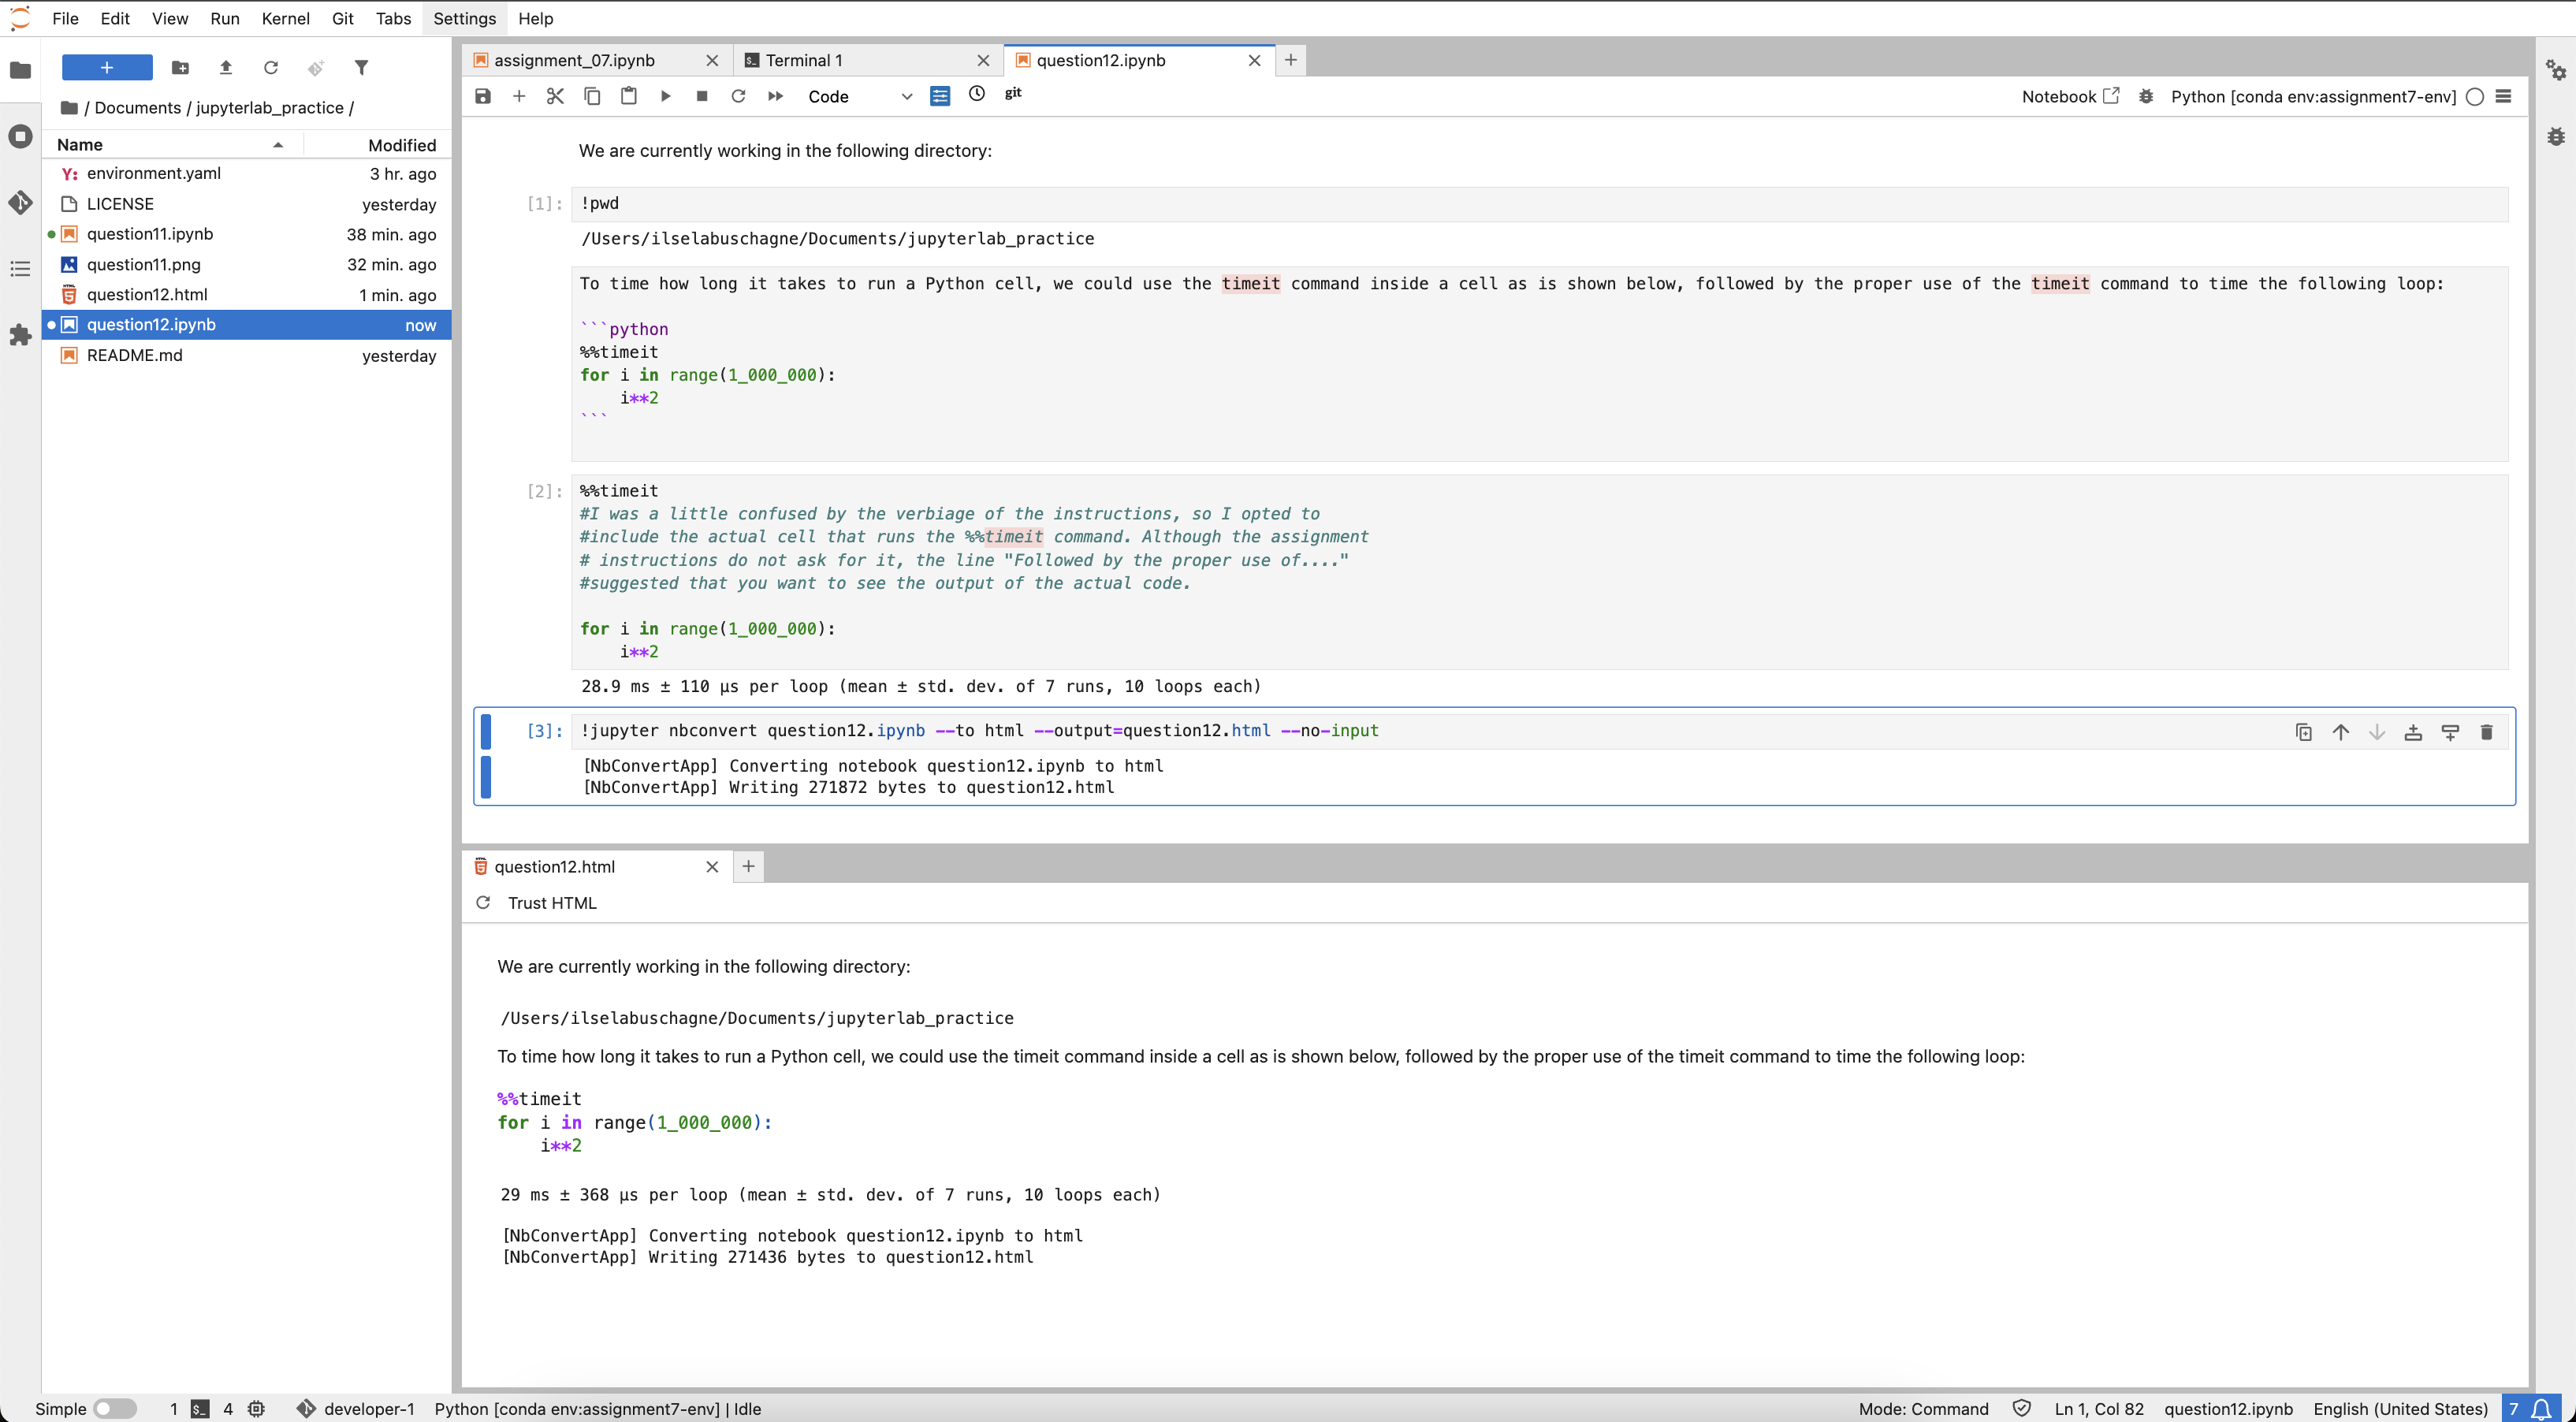 File Edit View Run Kernel Git Tabs Settings Help
/ Documents / jupyterlab_practice /
Name Modified
environment.yaml 3 hr. ago
LICENSE yesterday
question11.ipynb 38 min. ago
question11.png 32 min. ago
question12.html 1 min. ago
question12.ipynb now
README.md yesterday
assignment_07.ipynb Terminal 1 question12.ipynb
Code git Notebook Python [conda env:assignment7-env]
We are currently working in the following directory:
[1]: !pwd
/Users/ilselabuschagne/Documents/jupyterlab_practice
To time how long it takes to run a Python cell, we could use the timeit command inside a cell as is shown below, followed by the proper use of the timeit command to time the following loop:
```python
%%timeit
for i in range(1_000_000):
    i**2
```
[2]: %%timeit
#I was a little confused by the verbiage of the instructions, so I opted to
#include the actual cell that runs the %%timeit command. Although the assignment
# instructions do not ask for it, the line "Followed by the proper use of...."
#suggested that you want to see the output of the actual code.
for i in range(1_000_000):
    i**2
28.9 ms ± 110 µs per loop (mean ± std. dev. of 7 runs, 10 loops each)
[3]: !jupyter nbconvert question12.ipynb --to html --output=question12.html --no-input
[NbConvertApp] Converting notebook question12.ipynb to html
[NbConvertApp] Writing 271872 bytes to question12.html
question12.html
Trust HTML
We are currently working in the following directory:
/Users/ilselabuschagne/Documents/jupyterlab_practice
To time how long it takes to run a Python cell, we could use the timeit command inside a cell as is shown below, followed by the proper use of the timeit command to time the following loop:
%%timeit
for i in range(1_000_000):
    i**2
29 ms ± 368 µs per loop (mean ± std. dev. of 7 runs, 10 loops each)
[NbConvertApp] Converting notebook question12.ipynb to html
[NbConvertApp] Writing 271436 bytes to question12.html
Simple 1 4 developer-1 Python [conda env:assignment7-env] | Idle Mode: Command Ln 1, Col 82 question12.ipynb English (United States) 7